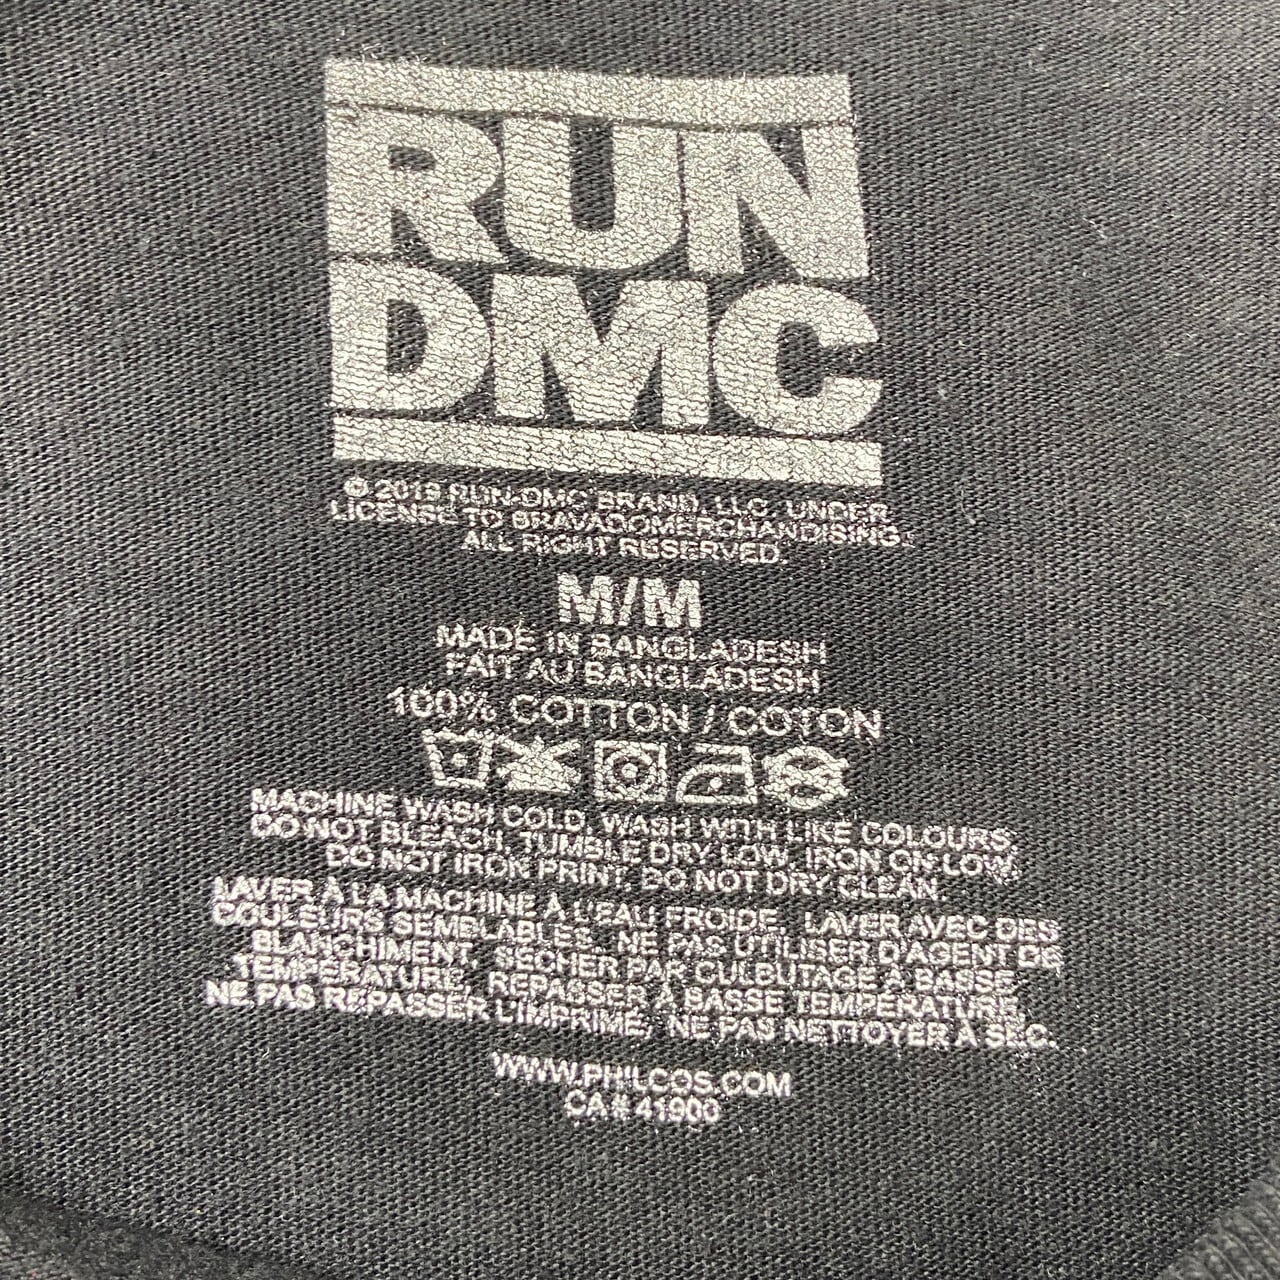 RUN
DMC
© 2019 RUN-DMC BRAND, LLC. UNDER
LICENSE TO BRAVADOMERCHANDISING.
ALL RIGHT RESERVED.
M/M
MADE IN BANGLADESH
FAIT AU BANGLADESH
100% COTTON / COTON
MACHINE WASH COLD, WASH WITH LIKE COLOURS,
DO NOT BLEACH, TUMBLE DRY LOW, IRON ON LOW,
DO NOT IRON PRINT, DO NOT DRY CLEAN.
LAVER À LA MACHINE À L'EAU FROIDE, LAVER AVEC DES
COULEURS SEMBLABLES, NE PAS UTILISER D'AGENT DE
BLANCHIMENT, SÉCHER PAR CULBUTAGE À BASSE
TEMPÉRATURE, REPASSER À BASSE TEMPÉRATURE,
NE PAS REPASSER L'IMPRIMÉ, NE PAS NETTOYER À SEC.
WWW.PHILCOS.COM
CA# 41900